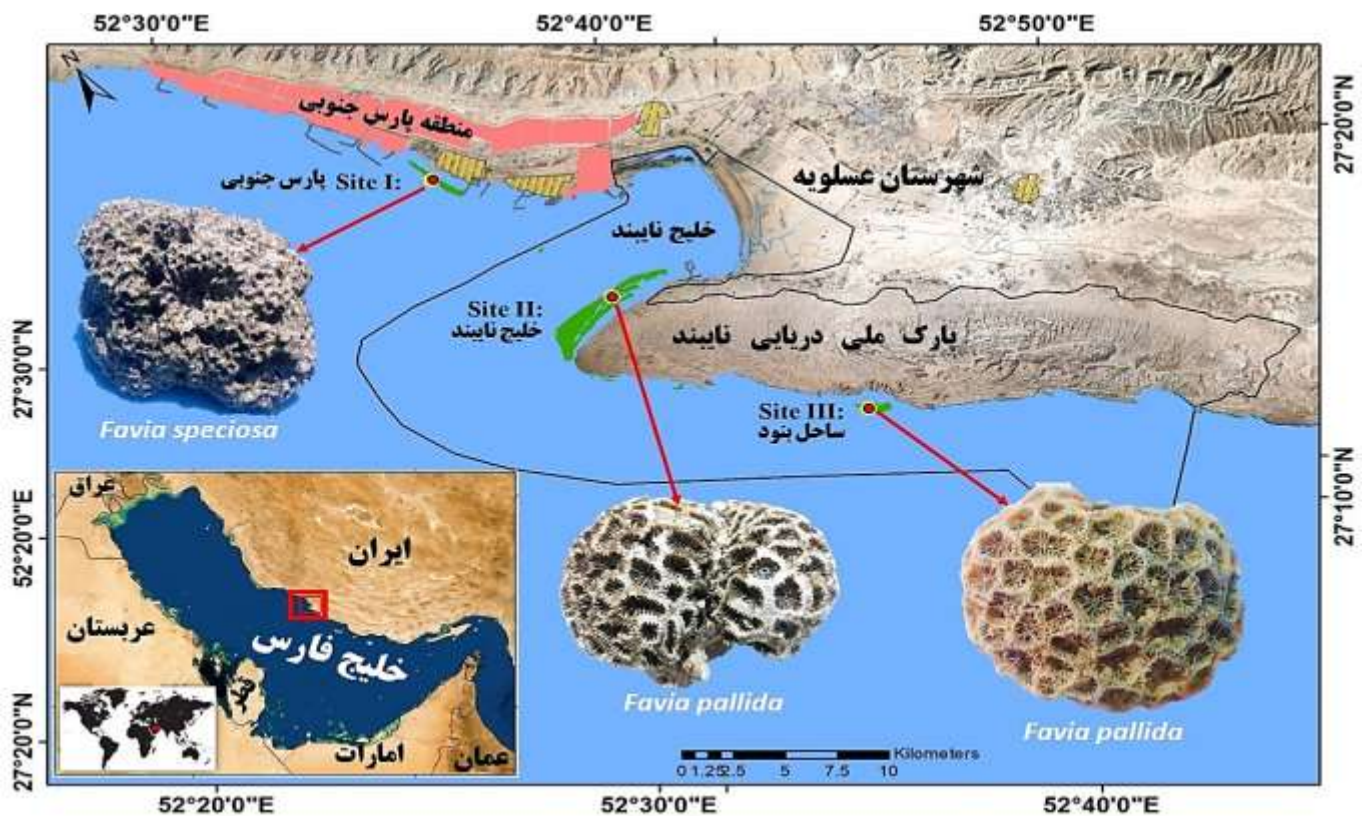 52°30'0"E 52°40'0"E 52°50'0"E
N
27°20'0"N
منطقه پارس جنوبی
Site I: پارس جنوبی
شهرستان عسلویه
خلیج نایبند
Site II:
خلیج نایبند
پارک ملی دریایی نایبند
27°30'0"N
Site III:
ساحل بنود
Favia speciosa
27°10'0"N
عراق
ایران
52°20'0"E
عربستان
خلیج فارس
امارات
عمان
27°20'0"N
Favia pallida
Favia pallida
Kilometers
0 1.25 2.5 5 7.5 10
52°20'0"E 52°30'0"E 52°40'0"E